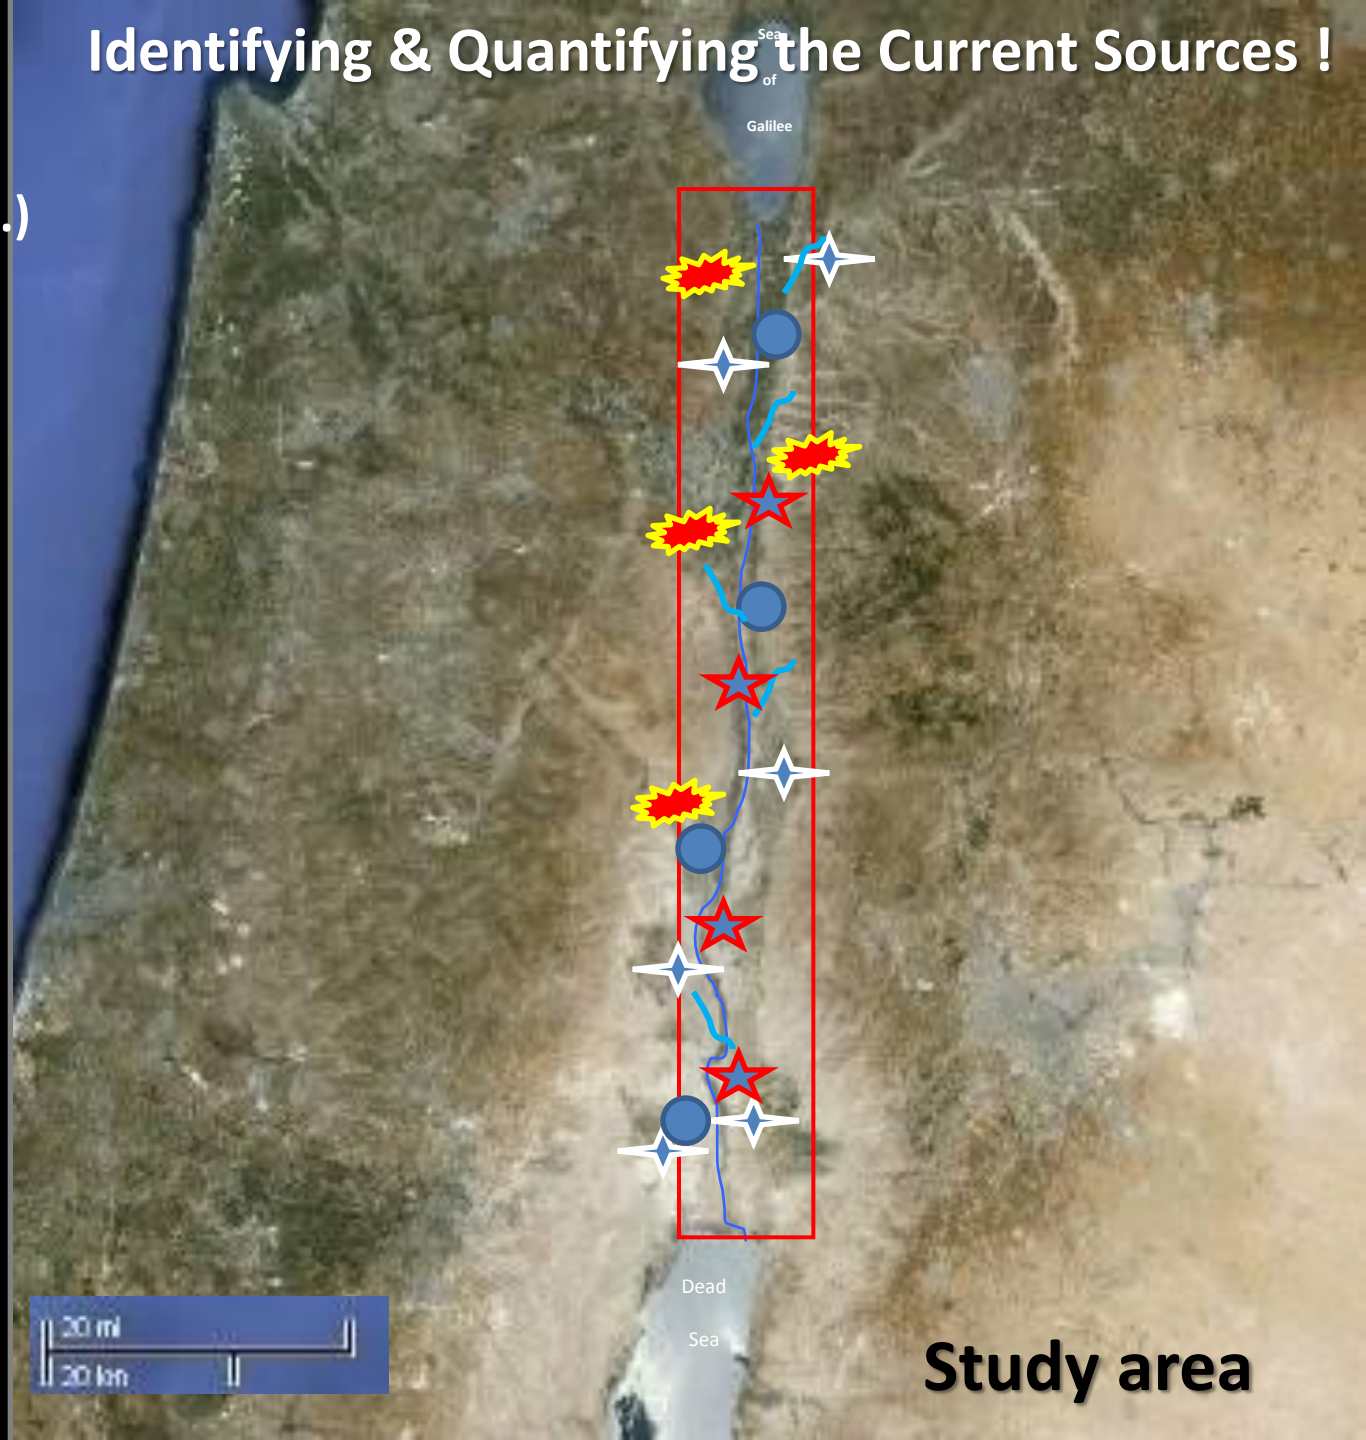 Identifying & Quantifying the Current Sources !
Sea
of
Galilee
.)
Dead
Sea
20 mi
20 km
Study area